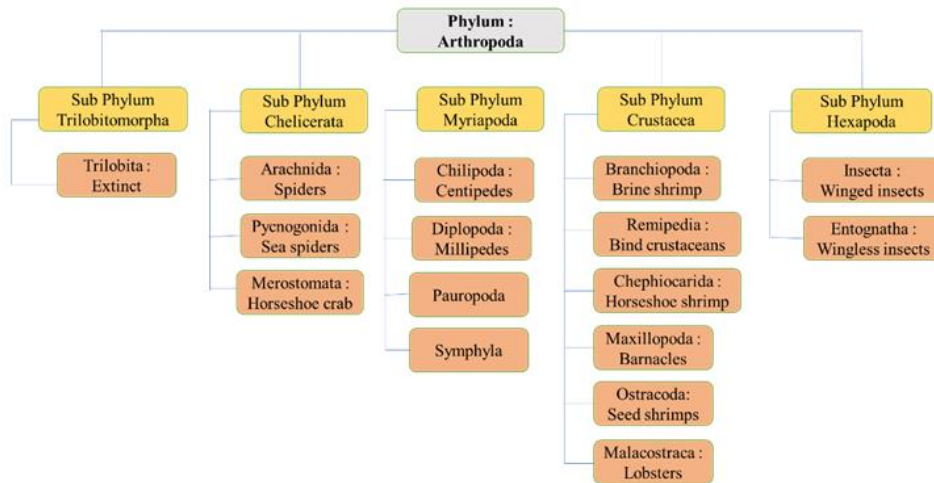 Phylum :
Arthropoda
Sub Phylum
Trilobitomorpha
Trilobita :
Extinct
Sub Phylum
Chelicerata
Arachnida :
Spiders
Pycnogonida :
Sea spiders
Merostomata :
Horseshoe crab
Sub Phylum
Myriapoda
Chilipoda :
Centipedes
Diplopoda :
Millipedes
Pauropoda
Symphyla
Sub Phylum
Crustacea
Branchiopoda :
Brine shrimp
Remipedia :
Bind crustaceans
Chephiocarida :
Horseshoe shrimp
Maxillopoda :
Barnacles
Ostracoda:
Seed shrimps
Malacostraca :
Lobsters
Sub Phylum
Hexapoda
Insecta :
Winged insects
Entognatha :
Wingless insects